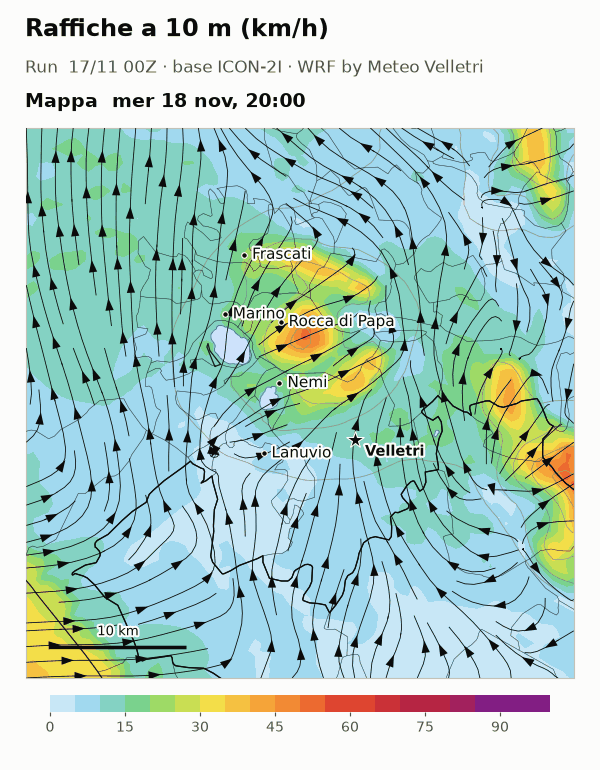 Raffiche a 10 m (km/h)
Run  17/11 00Z · base ICON-2I · WRF by Meteo Velletri
Mappa  mer 18 nov, 20:00
Frascati
Marino
Rocca di Papa
Nemi
Lanuvio
Velletri
10 km
0 15 30 45 60 75 90